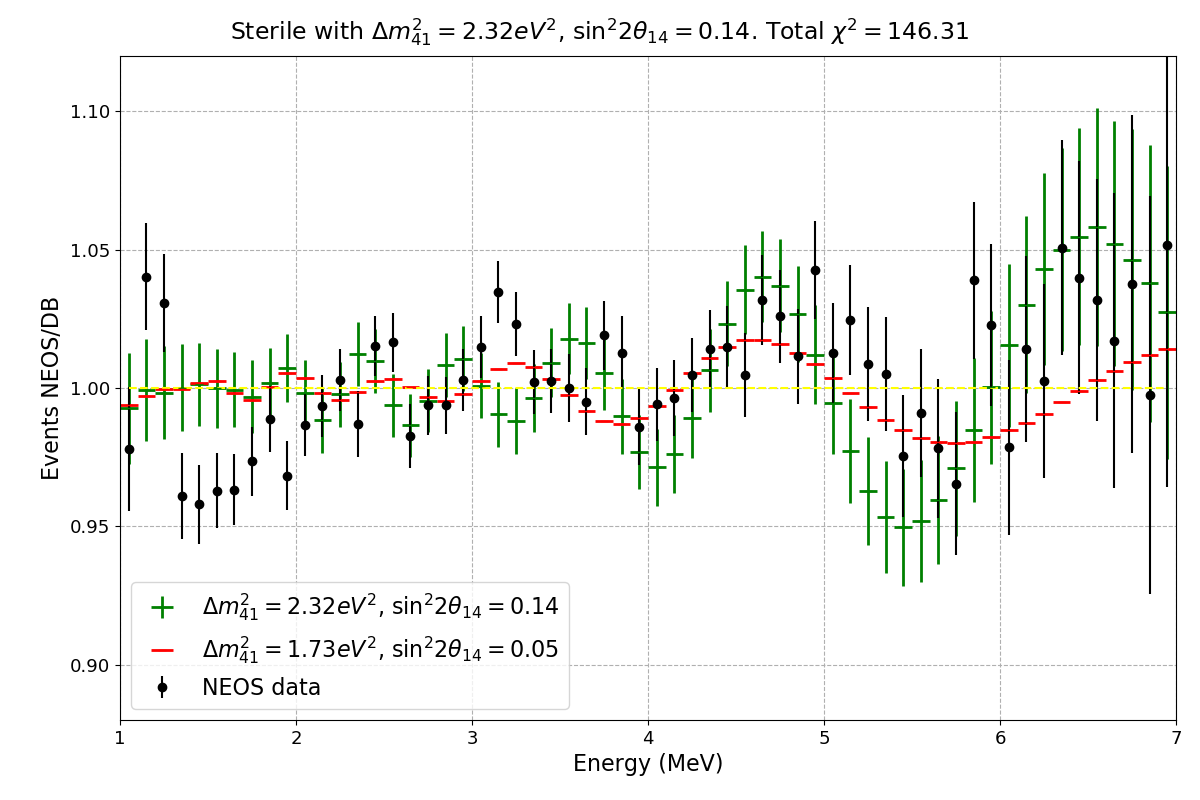 Sterile with Δm²₄₁ = 2.32eV², sin²2θ₁₄ = 0.14. Total χ² = 146.31
Events NEOS/DB
1.10
1.05
1.00
0.95
0.90
Δm²₄₁ = 2.32eV², sin²2θ₁₄ = 0.14
Δm²₄₁ = 1.73eV², sin²2θ₁₄ = 0.05
NEOS data
1 2 3 4 5 6 7
Energy (MeV)